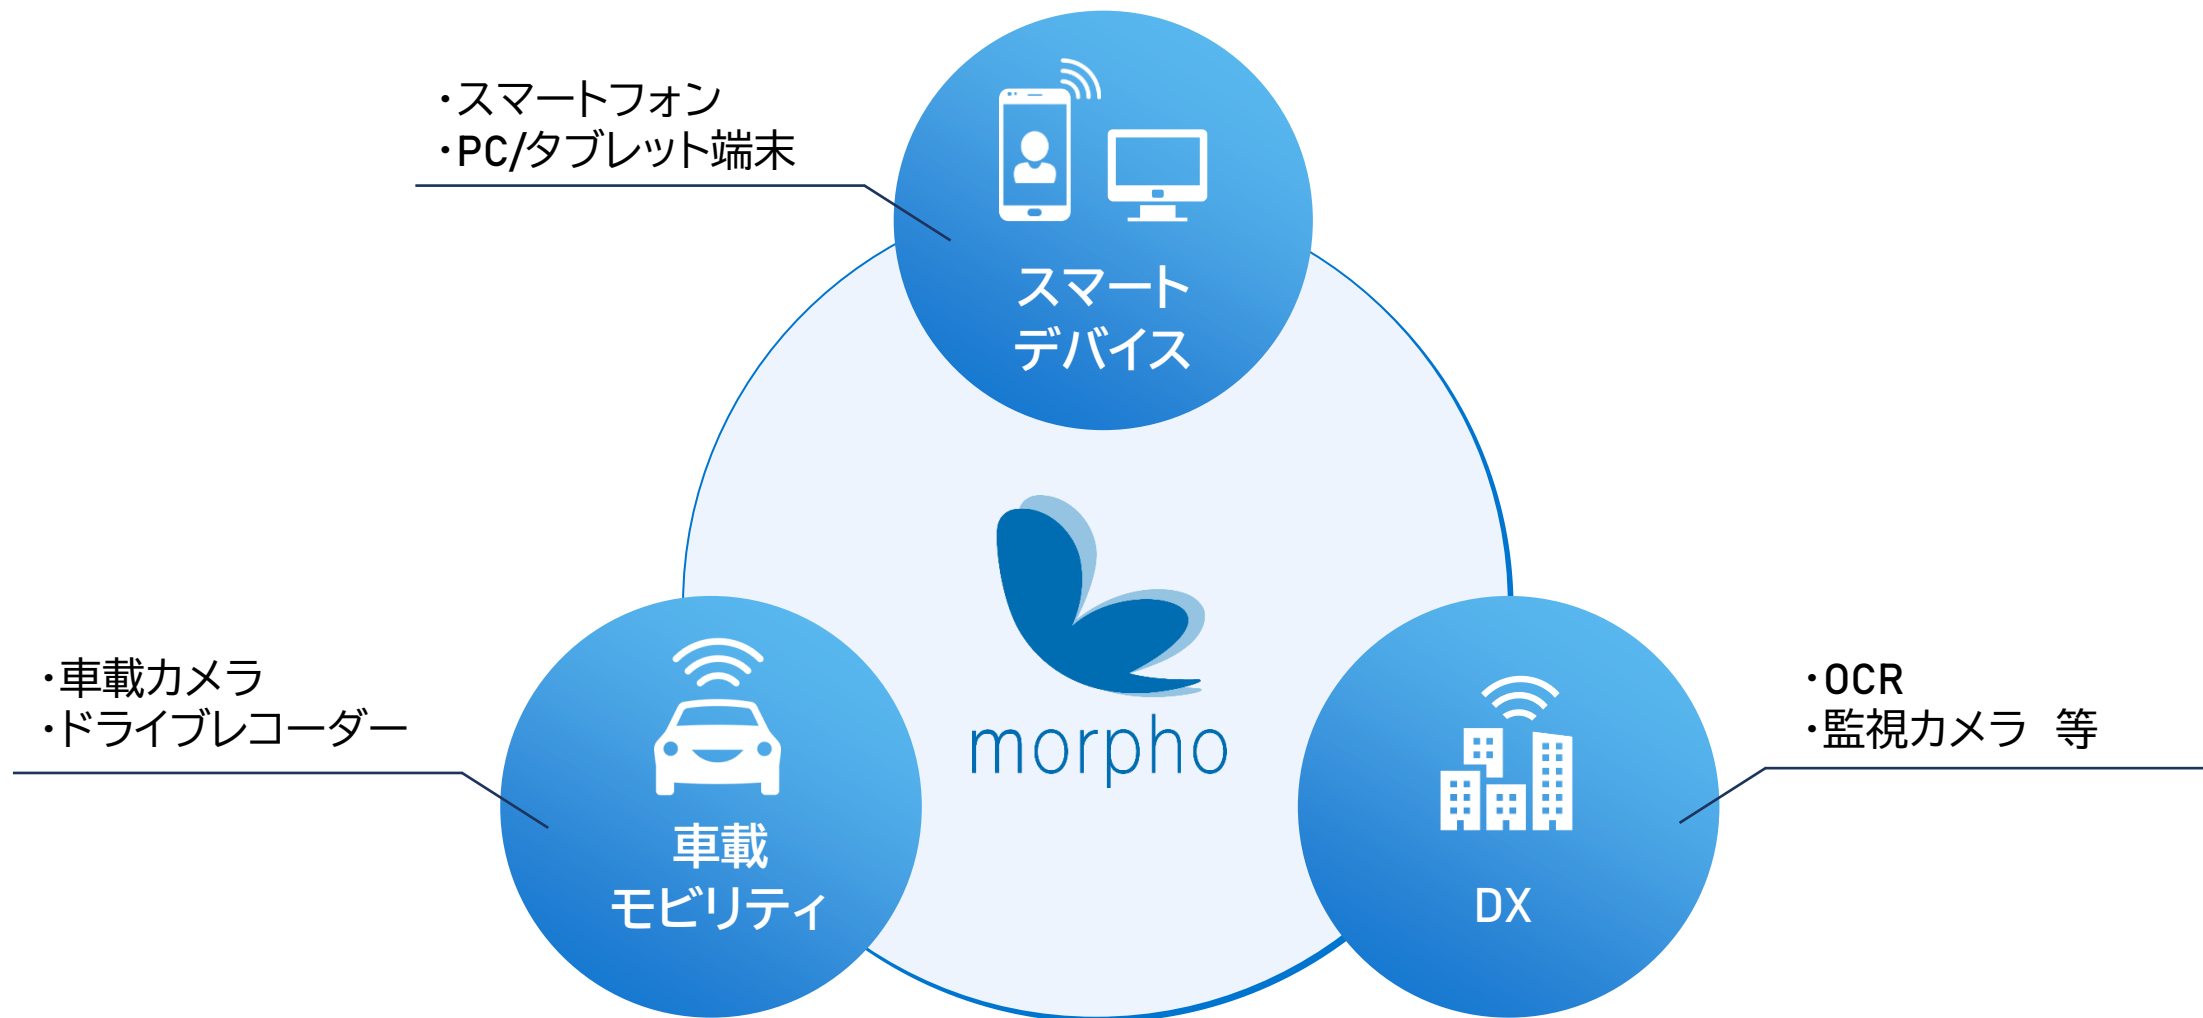 ・スマートフォン
・PC/タブレット端末
スマート
デバイス
morpho
・車載カメラ
・ドライブレコーダー
車載
モビリティ
・OCR
・監視カメラ　等
DX